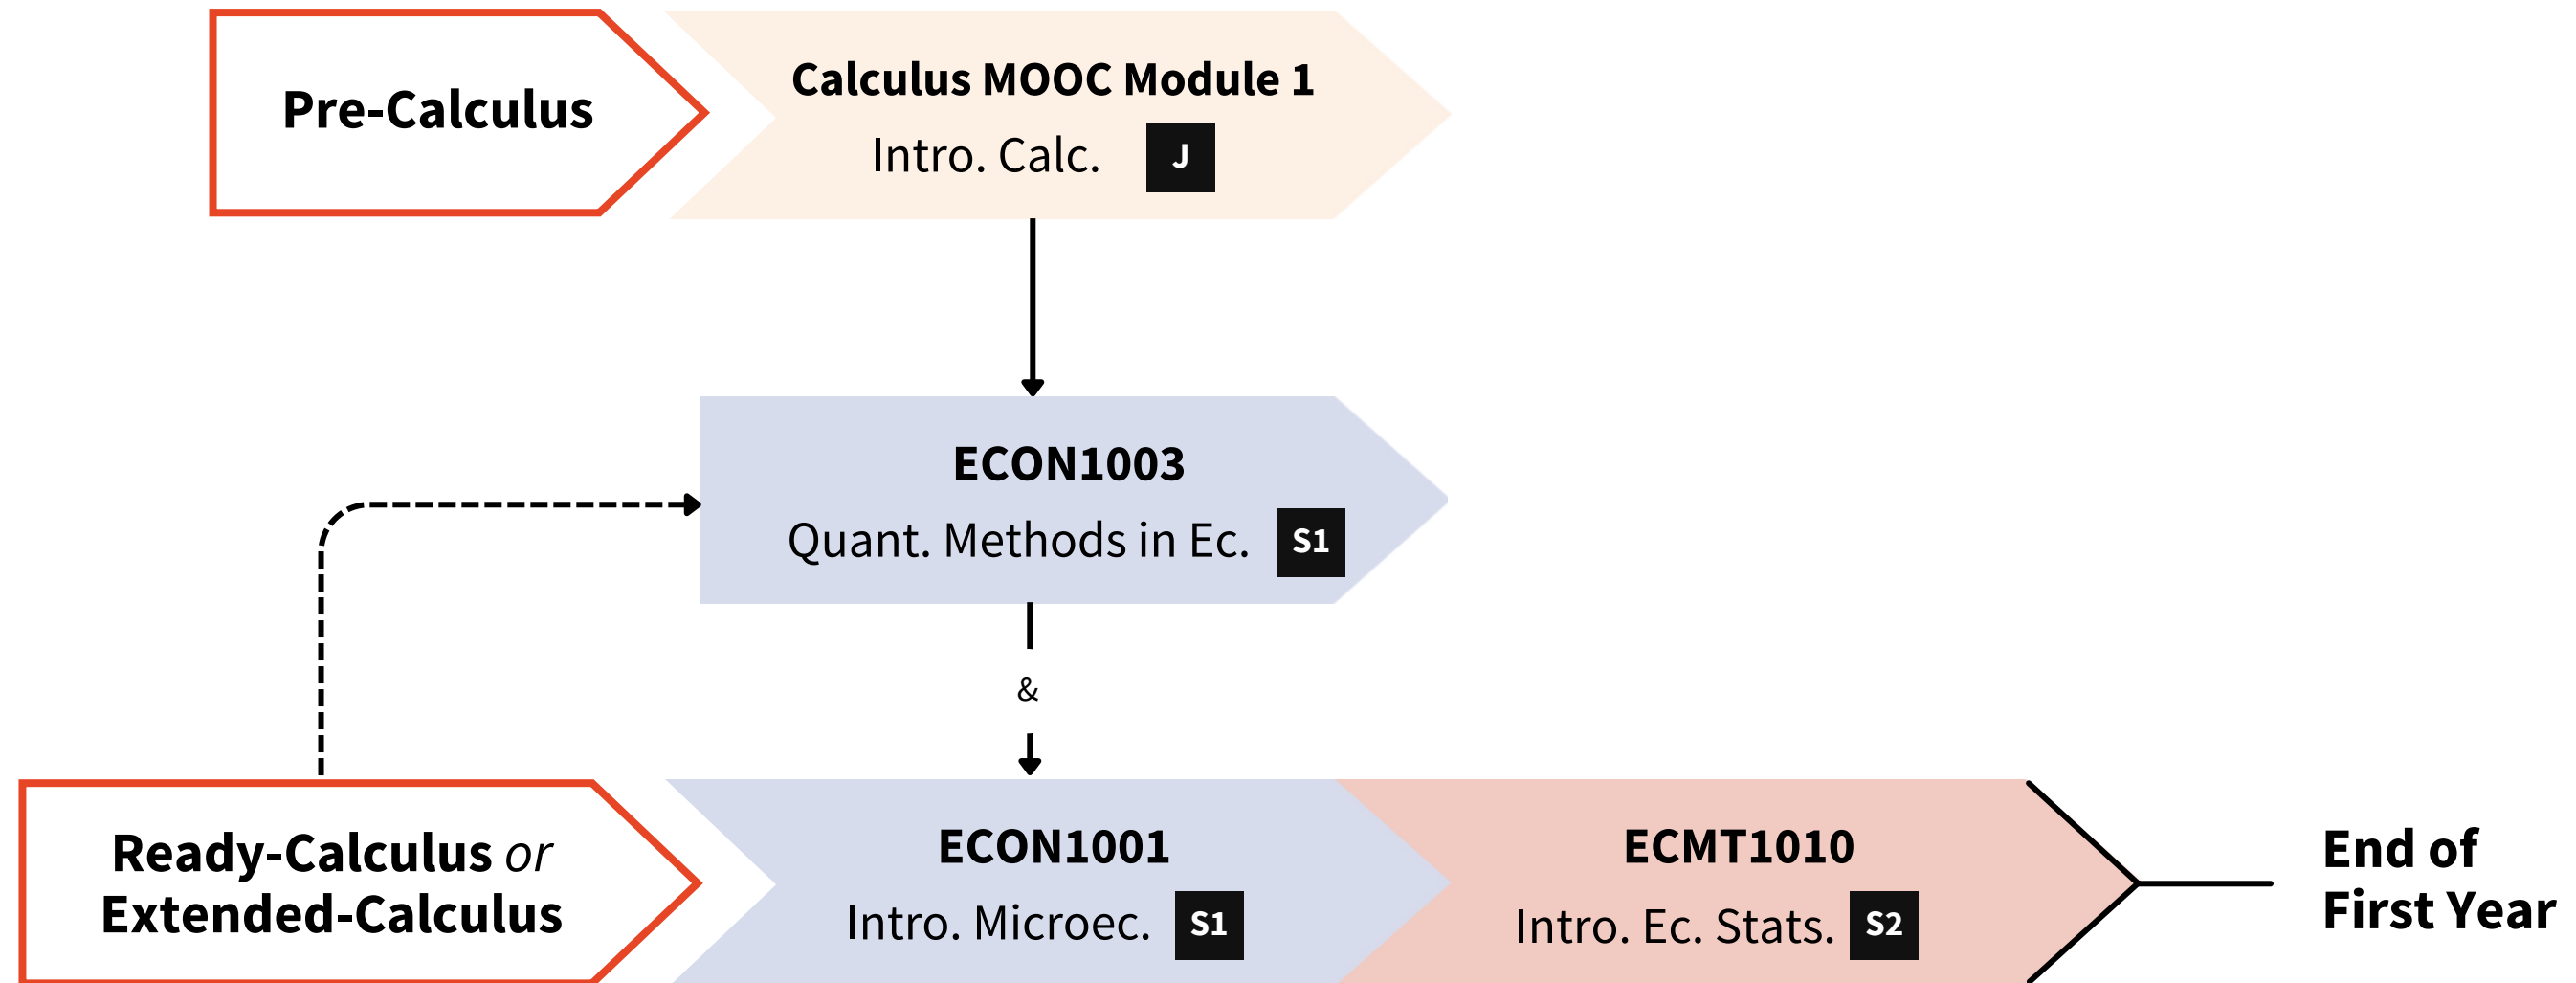 Pre-Calculus
Calculus MOOC Module 1
Intro. Calc. J
ECON1003
Quant. Methods in Ec. S1
&
Ready-Calculus or
Extended-Calculus
ECON1001
Intro. Microec. S1
ECMT1010
Intro. Ec. Stats. S2
End of
First Year